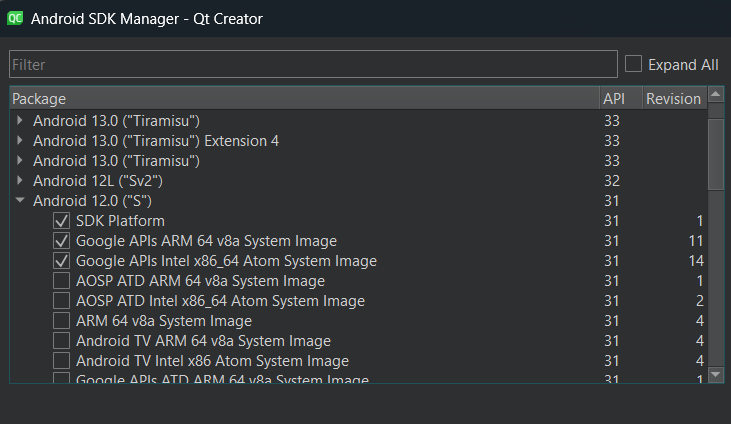 QC Android SDK Manager - Qt Creator
Filter Expand All
Package API Revision
Android 13.0 ("Tiramisu") 33
Android 13.0 ("Tiramisu") Extension 4 33
Android 13.0 ("Tiramisu") 33
Android 12L ("Sv2") 32
Android 12.0 ("S") 31
SDK Platform 31 1
Google APIs ARM 64 v8a System Image 31 11
Google APIs Intel x86_64 Atom System Image 31 14
AOSP ATD ARM 64 v8a System Image 31 1
AOSP ATD Intel x86_64 Atom System Image 31 2
ARM 64 v8a System Image 31 4
Android TV ARM 64 v8a System Image 31 4
Android TV Intel x86 Atom System Image 31 4
Google APIs ATD ARM 64 v8a System Image 31 1